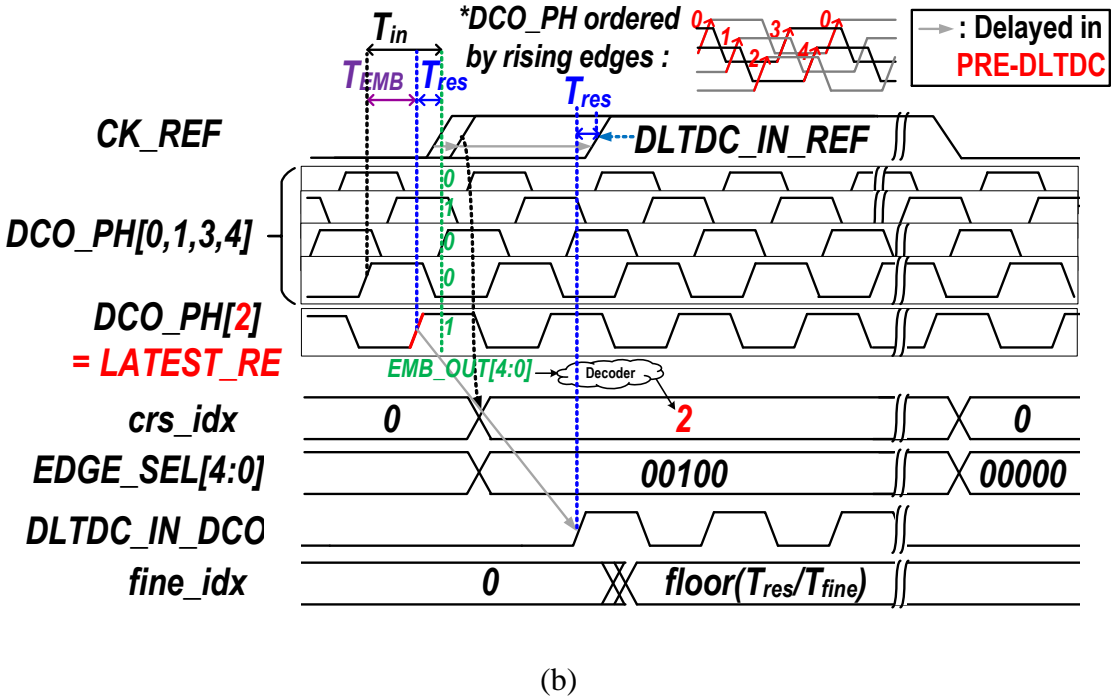 T_in *DCO_PH ordered by rising edges : 0 1 2 3 4 0 → : Delayed in PRE-DLTDC
T_EMB T_res T_res
CK_REF DLTDC_IN_REF
DCO_PH[0,1,3,4] 0 1 0 0
DCO_PH[2] 1
= LATEST_RE EMB_OUT[4:0] Decoder
crs_idx 0 2 0
EDGE_SEL[4:0] 00100 00000
DLTDC_IN_DCO
fine_idx 0 floor(T_res/T_fine)
(b)